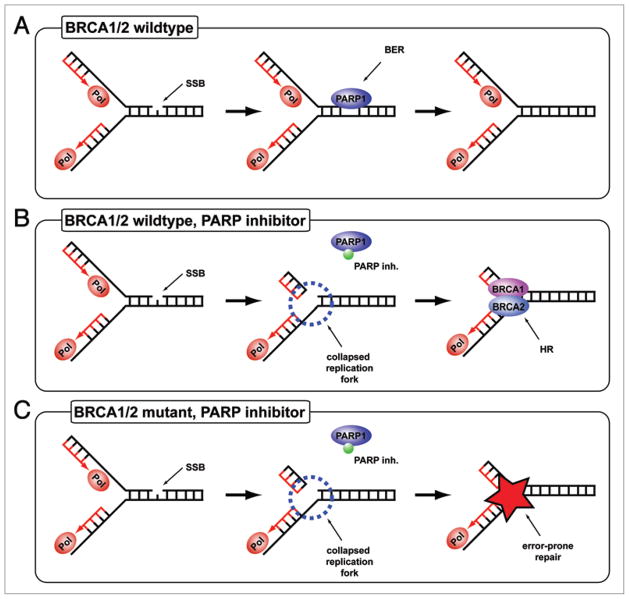 A
BRCA1/2 wildtype
SSB
Pol
Pol
BER
PARP1
Pol
Pol
Pol
Pol
B
BRCA1/2 wildtype, PARP inhibitor
SSB
Pol
Pol
PARP1
PARP inh.
Pol
collapsed
replication
fork
BRCA1
BRCA2
Pol
HR
C
BRCA1/2 mutant, PARP inhibitor
SSB
Pol
Pol
PARP1
PARP inh.
Pol
collapsed
replication
fork
Pol
error-prone
repair